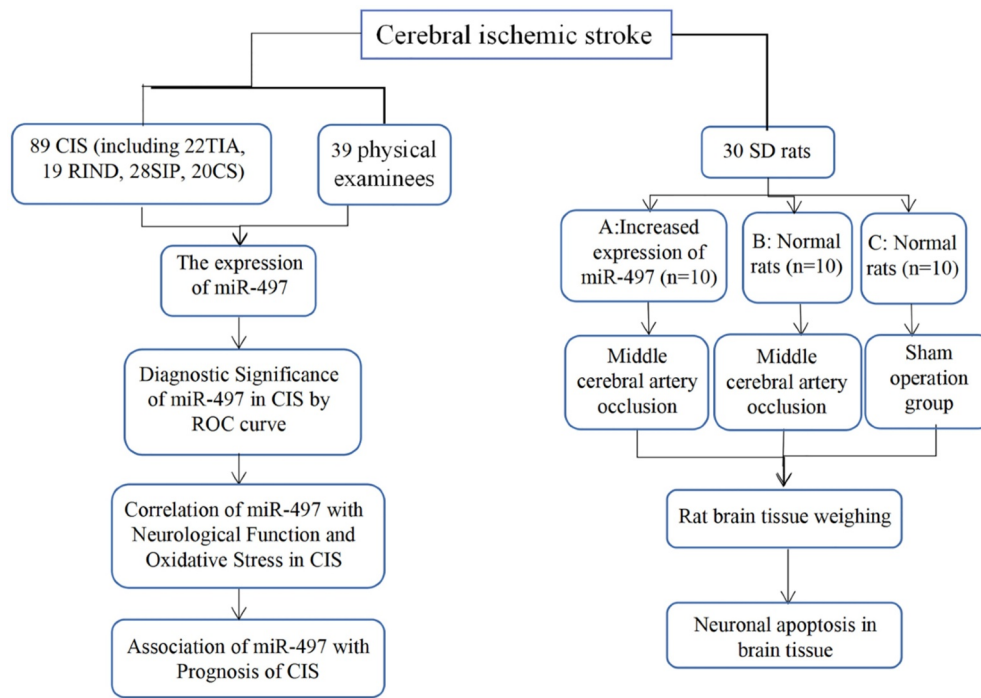 Cerebral ischemic stroke
89 CIS (including 22TIA,
19 RIND, 28SIP, 20CS)
39 physical
examinees
The expression
of miR-497
Diagnostic Significance
of miR-497 in CIS by
ROC curve
Correlation of miR-497 with
Neurological Function and
Oxidative Stress in CIS
Association of miR-497 with
Prognosis of CIS
30 SD rats
A:Increased
expression of
miR-497 (n=10)
B: Normal
rats (n=10)
C: Normal
rats (n=10)
Middle
cerebral artery
occlusion
Middle
cerebral artery
occlusion
Sham
operation
group
Rat brain tissue weighing
Neuronal apoptosis in
brain tissue